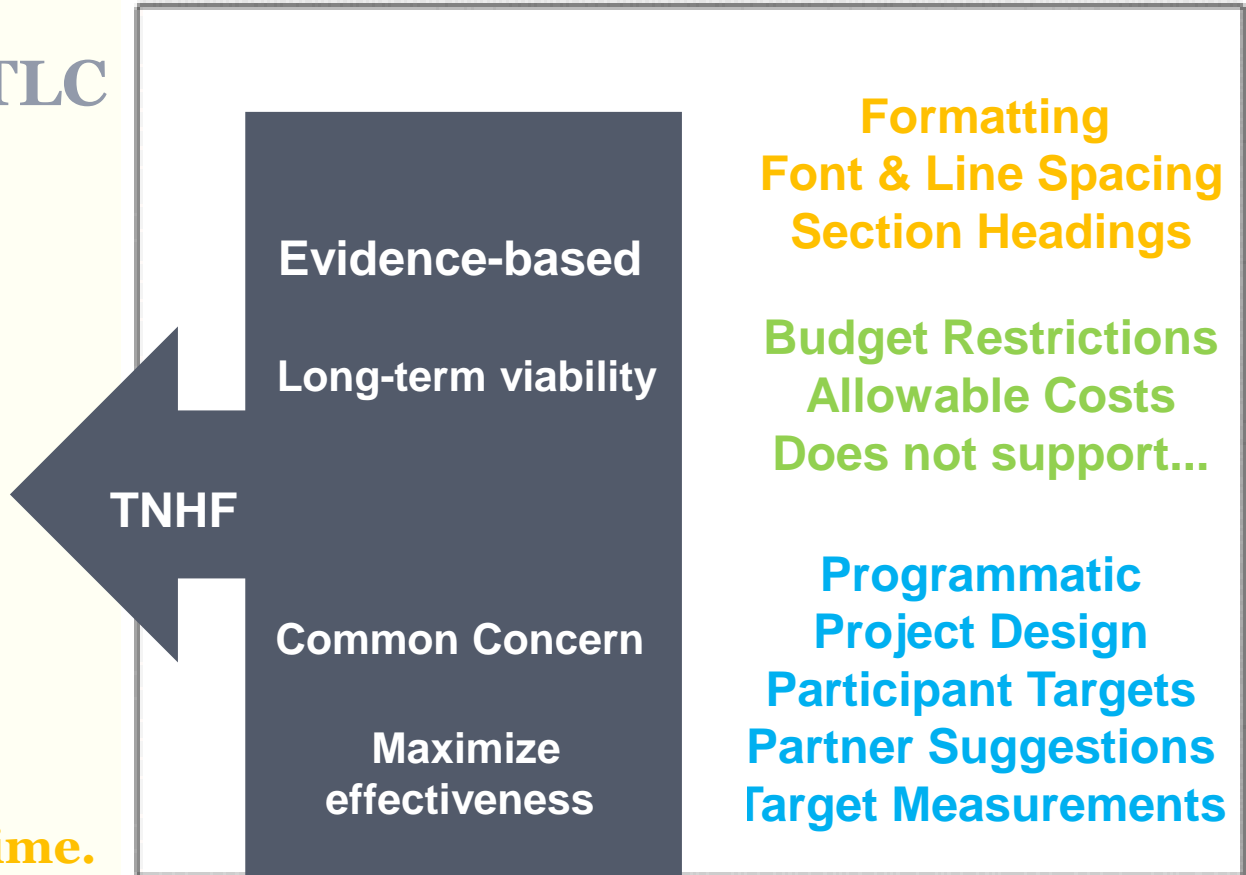 TLC
TNHF
ime.
Evidence-based
Long-term viability
Common Concern
Maximize
effectiveness
Formatting
Font & Line Spacing
Section Headings
Budget Restrictions
Allowable Costs
Does not support...
Programmatic
Project Design
Participant Targets
Partner Suggestions
Target Measurements